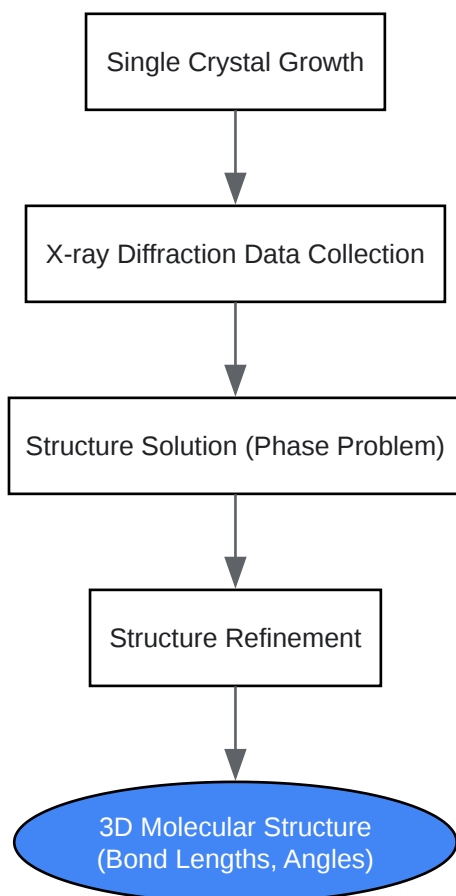 Single Crystal Growth
X-ray Diffraction Data Collection
Structure Solution (Phase Problem)
Structure Refinement
3D Molecular Structure
(Bond Lengths, Angles)